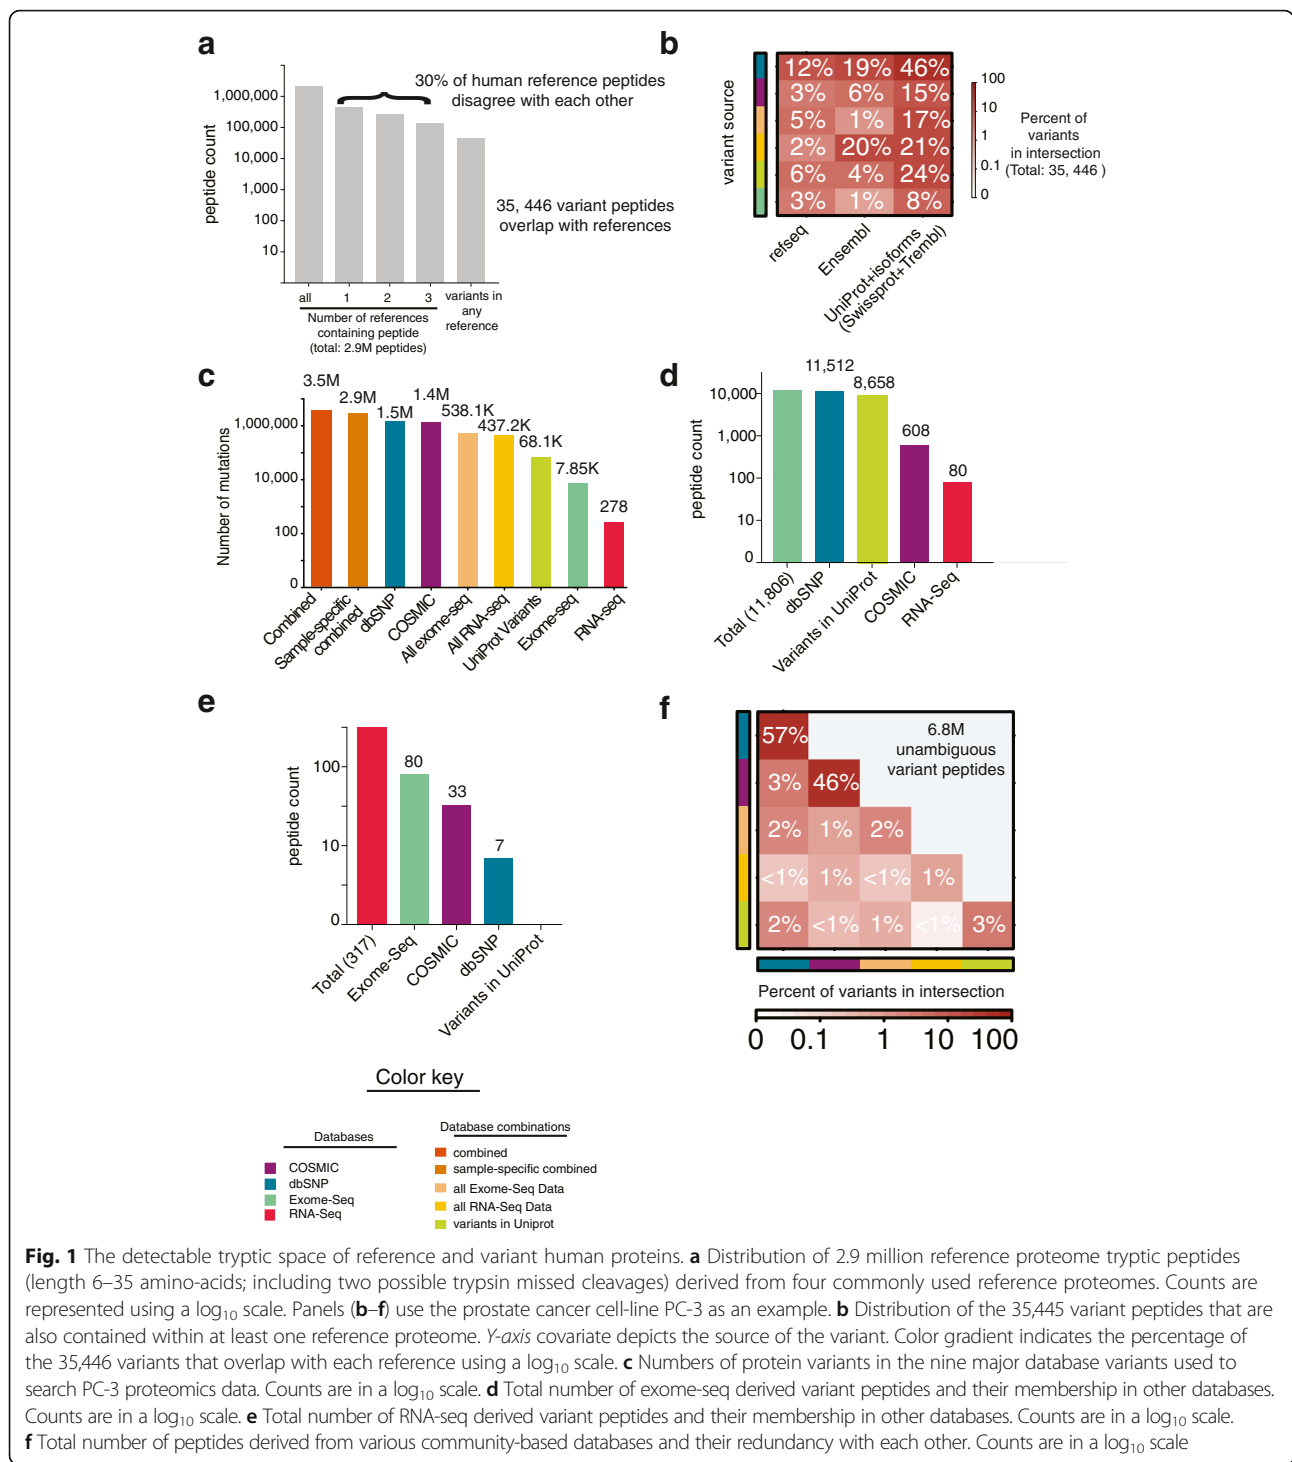 a
peptide count
1,000,000
100,000
10,000
1,000
100
10
30% of human reference peptides
disagree with each other
35, 446 variant peptides
overlap with references
all
1
2
3
variants in
any
reference
Number of references
containing peptide
(total: 2.9M peptides)
b
variant source
12% 19% 46%
3% 6% 15%
5% 1% 17%
2% 20% 21%
6% 4% 24%
3% 1% 8%
refseq
Ensembl
UniProt+isoforms
(Swissprot+Trembl)
100
10
1
0.1
0
Percent of
variants
in intersection
(Total: 35, 446 )
c
Number of mutations
1,000,000
10,000
100
0
3.5M
2.9M
1.5M
1.4M
538.1K
437.2K
68.1K
7.85K
278
Combined
Sample-specific
combined
dbSNP
COSMIC
All exome-seq
All RNA-seq
UniProt Variants
Exome-seq
RNA-seq
d
peptide count
10,000
1,000
100
10
0
11,512
8,658
608
80
Total (11,806)
dbSNP
Variants in UniProt
COSMIC
RNA-Seq
e
peptide count
100
10
0
80
33
7
Total (317)
Exome-Seq
COSMIC
dbSNP
Variants in UniProt
f
6.8M
unambiguous
variant peptides
57%
3% 46%
2% 1% 2%
<1% 1% <1% 1%
2% <1% 1% <1% 3%
Percent of variants in intersection
0 0.1 1 10 100
Color key
Databases
COSMIC
dbSNP
Exome-Seq
RNA-Seq
Database combinations
combined
sample-specific combined
all Exome-Seq Data
all RNA-Seq Data
variants in Uniprot
Fig. 1 The detectable tryptic space of reference and variant human proteins. a Distribution of 2.9 million reference proteome tryptic peptides
(length 6–35 amino-acids; including two possible trypsin missed cleavages) derived from four commonly used reference proteomes. Counts are
represented using a log10 scale. Panels (b–f) use the prostate cancer cell-line PC-3 as an example. b Distribution of the 35,445 variant peptides that are
also contained within at least one reference proteome. Y-axis covariate depicts the source of the variant. Color gradient indicates the percentage of
the 35,446 variants that overlap with each reference using a log10 scale. c Numbers of protein variants in the nine major database variants used to
search PC-3 proteomics data. Counts are in a log10 scale. d Total number of exome-seq derived variant peptides and their membership in other databases.
Counts are in a log10 scale. e Total number of RNA-seq derived variant peptides and their membership in other databases. Counts are in a log10 scale.
f Total number of peptides derived from various community-based databases and their redundancy with each other. Counts are in a log10 scale